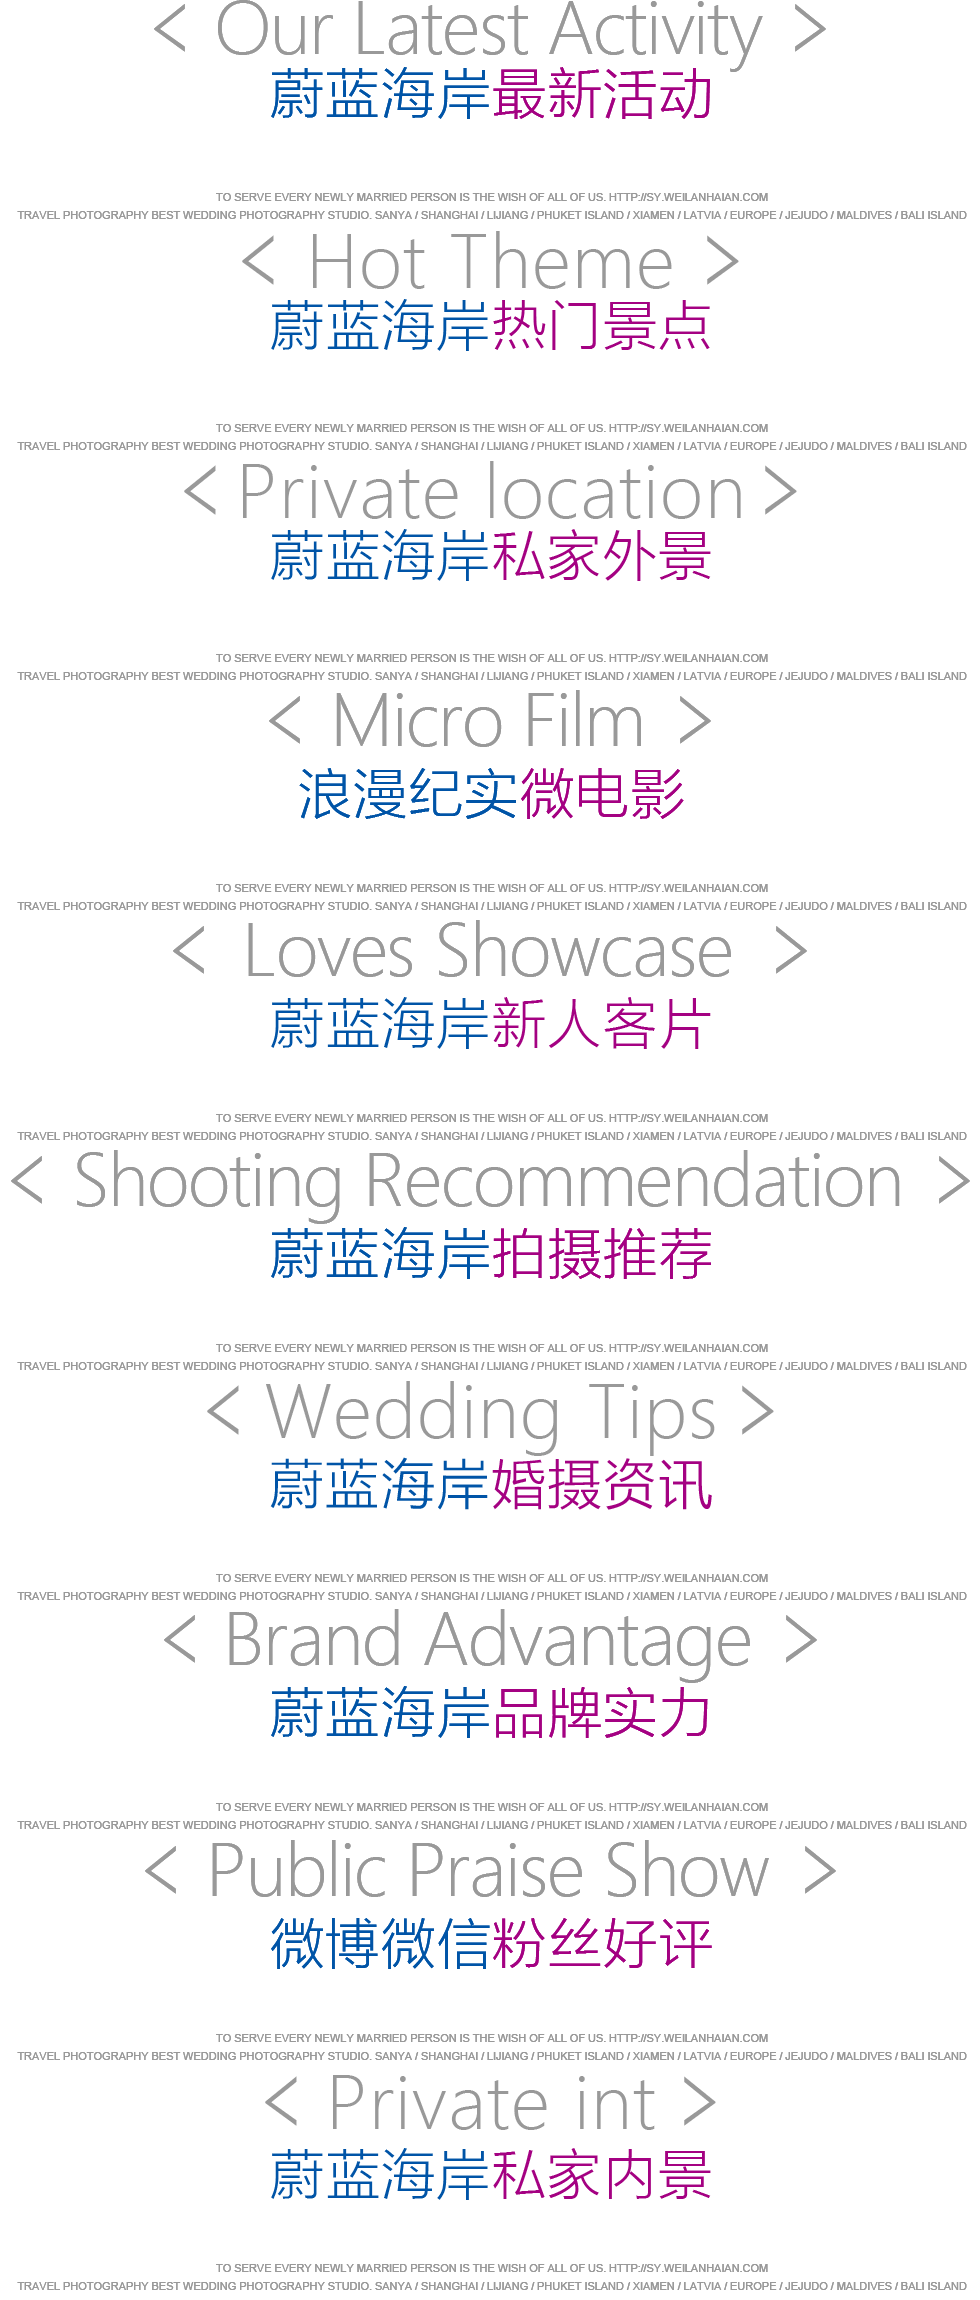 < Our Latest Activity >
蔚蓝海岸最新活动
TO SERVE EVERY NEWLY MARRIED PERSON IS THE WISH OF ALL OF US. HTTP://SY.WEILANHAIAN.COM
TRAVEL PHOTOGRAPHY BEST WEDDING PHOTOGRAPHY STUDIO. SANYA / SHANGHAI / LIJIANG / PHUKET ISLAND / XIAMEN / LATVIA / EUROPE / JEJUDO / MALDIVES / BALI ISLAND
< Hot Theme >
蔚蓝海岸热门景点
TO SERVE EVERY NEWLY MARRIED PERSON IS THE WISH OF ALL OF US. HTTP://SY.WEILANHAIAN.COM
TRAVEL PHOTOGRAPHY BEST WEDDING PHOTOGRAPHY STUDIO. SANYA / SHANGHAI / LIJIANG / PHUKET ISLAND / XIAMEN / LATVIA / EUROPE / JEJUDO / MALDIVES / BALI ISLAND
< Private location >
蔚蓝海岸私家外景
TO SERVE EVERY NEWLY MARRIED PERSON IS THE WISH OF ALL OF US. HTTP://SY.WEILANHAIAN.COM
TRAVEL PHOTOGRAPHY BEST WEDDING PHOTOGRAPHY STUDIO. SANYA / SHANGHAI / LIJIANG / PHUKET ISLAND / XIAMEN / LATVIA / EUROPE / JEJUDO / MALDIVES / BALI ISLAND
< Micro Film >
浪漫纪实微电影
TO SERVE EVERY NEWLY MARRIED PERSON IS THE WISH OF ALL OF US. HTTP://SY.WEILANHAIAN.COM
TRAVEL PHOTOGRAPHY BEST WEDDING PHOTOGRAPHY STUDIO. SANYA / SHANGHAI / LIJIANG / PHUKET ISLAND / XIAMEN / LATVIA / EUROPE / JEJUDO / MALDIVES / BALI ISLAND
< Loves Showcase >
蔚蓝海岸新人客片
TO SERVE EVERY NEWLY MARRIED PERSON IS THE WISH OF ALL OF US. HTTP://SY.WEILANHAIAN.COM
TRAVEL PHOTOGRAPHY BEST WEDDING PHOTOGRAPHY STUDIO. SANYA / SHANGHAI / LIJIANG / PHUKET ISLAND / XIAMEN / LATVIA / EUROPE / JEJUDO / MALDIVES / BALI ISLAND
< Shooting Recommendation >
蔚蓝海岸拍摄推荐
TO SERVE EVERY NEWLY MARRIED PERSON IS THE WISH OF ALL OF US. HTTP://SY.WEILANHAIAN.COM
TRAVEL PHOTOGRAPHY BEST WEDDING PHOTOGRAPHY STUDIO. SANYA / SHANGHAI / LIJIANG / PHUKET ISLAND / XIAMEN / LATVIA / EUROPE / JEJUDO / MALDIVES / BALI ISLAND
< Wedding Tips >
蔚蓝海岸婚摄资讯
TO SERVE EVERY NEWLY MARRIED PERSON IS THE WISH OF ALL OF US. HTTP://SY.WEILANHAIAN.COM
TRAVEL PHOTOGRAPHY BEST WEDDING PHOTOGRAPHY STUDIO. SANYA / SHANGHAI / LIJIANG / PHUKET ISLAND / XIAMEN / LATVIA / EUROPE / JEJUDO / MALDIVES / BALI ISLAND
< Brand Advantage >
蔚蓝海岸品牌实力
TO SERVE EVERY NEWLY MARRIED PERSON IS THE WISH OF ALL OF US. HTTP://SY.WEILANHAIAN.COM
TRAVEL PHOTOGRAPHY BEST WEDDING PHOTOGRAPHY STUDIO. SANYA / SHANGHAI / LIJIANG / PHUKET ISLAND / XIAMEN / LATVIA / EUROPE / JEJUDO / MALDIVES / BALI ISLAND
< Public Praise Show >
微博微信粉丝好评
TO SERVE EVERY NEWLY MARRIED PERSON IS THE WISH OF ALL OF US. HTTP://SY.WEILANHAIAN.COM
TRAVEL PHOTOGRAPHY BEST WEDDING PHOTOGRAPHY STUDIO. SANYA / SHANGHAI / LIJIANG / PHUKET ISLAND / XIAMEN / LATVIA / EUROPE / JEJUDO / MALDIVES / BALI ISLAND
< Private int >
蔚蓝海岸私家内景
TO SERVE EVERY NEWLY MARRIED PERSON IS THE WISH OF ALL OF US. HTTP://SY.WEILANHAIAN.COM
TRAVEL PHOTOGRAPHY BEST WEDDING PHOTOGRAPHY STUDIO. SANYA / SHANGHAI / LIJIANG / PHUKET ISLAND / XIAMEN / LATVIA / EUROPE / JEJUDO / MALDIVES / BALI ISLAND